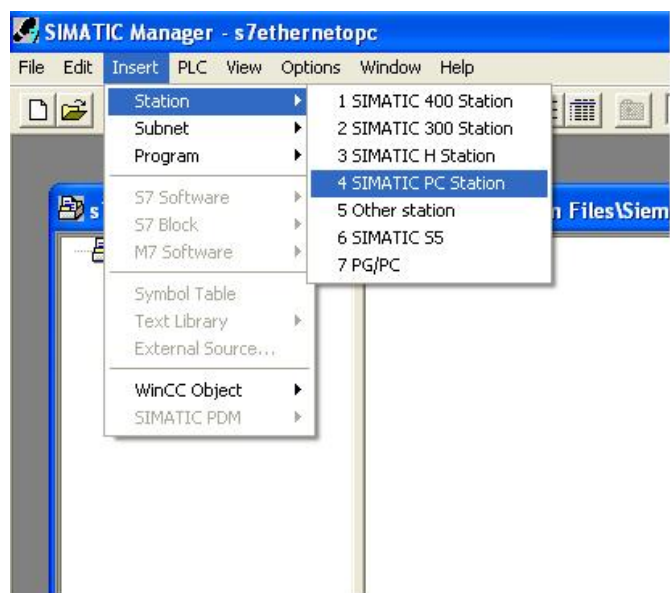 SIMATIC Manager - s7ethernetopc
File Edit Insert PLC View Options Window Help
Station
Subnet
Program
S7 Software
S7 Block
M7 Software
Symbol Table
Text Library
External Source...
WinCC Object
SIMATIC PDM
1 SIMATIC 400 Station
2 SIMATIC 300 Station
3 SIMATIC H Station
4 SIMATIC PC Station
5 Other station
6 SIMATIC S5
7 PG/PC
s
n Files\Siem